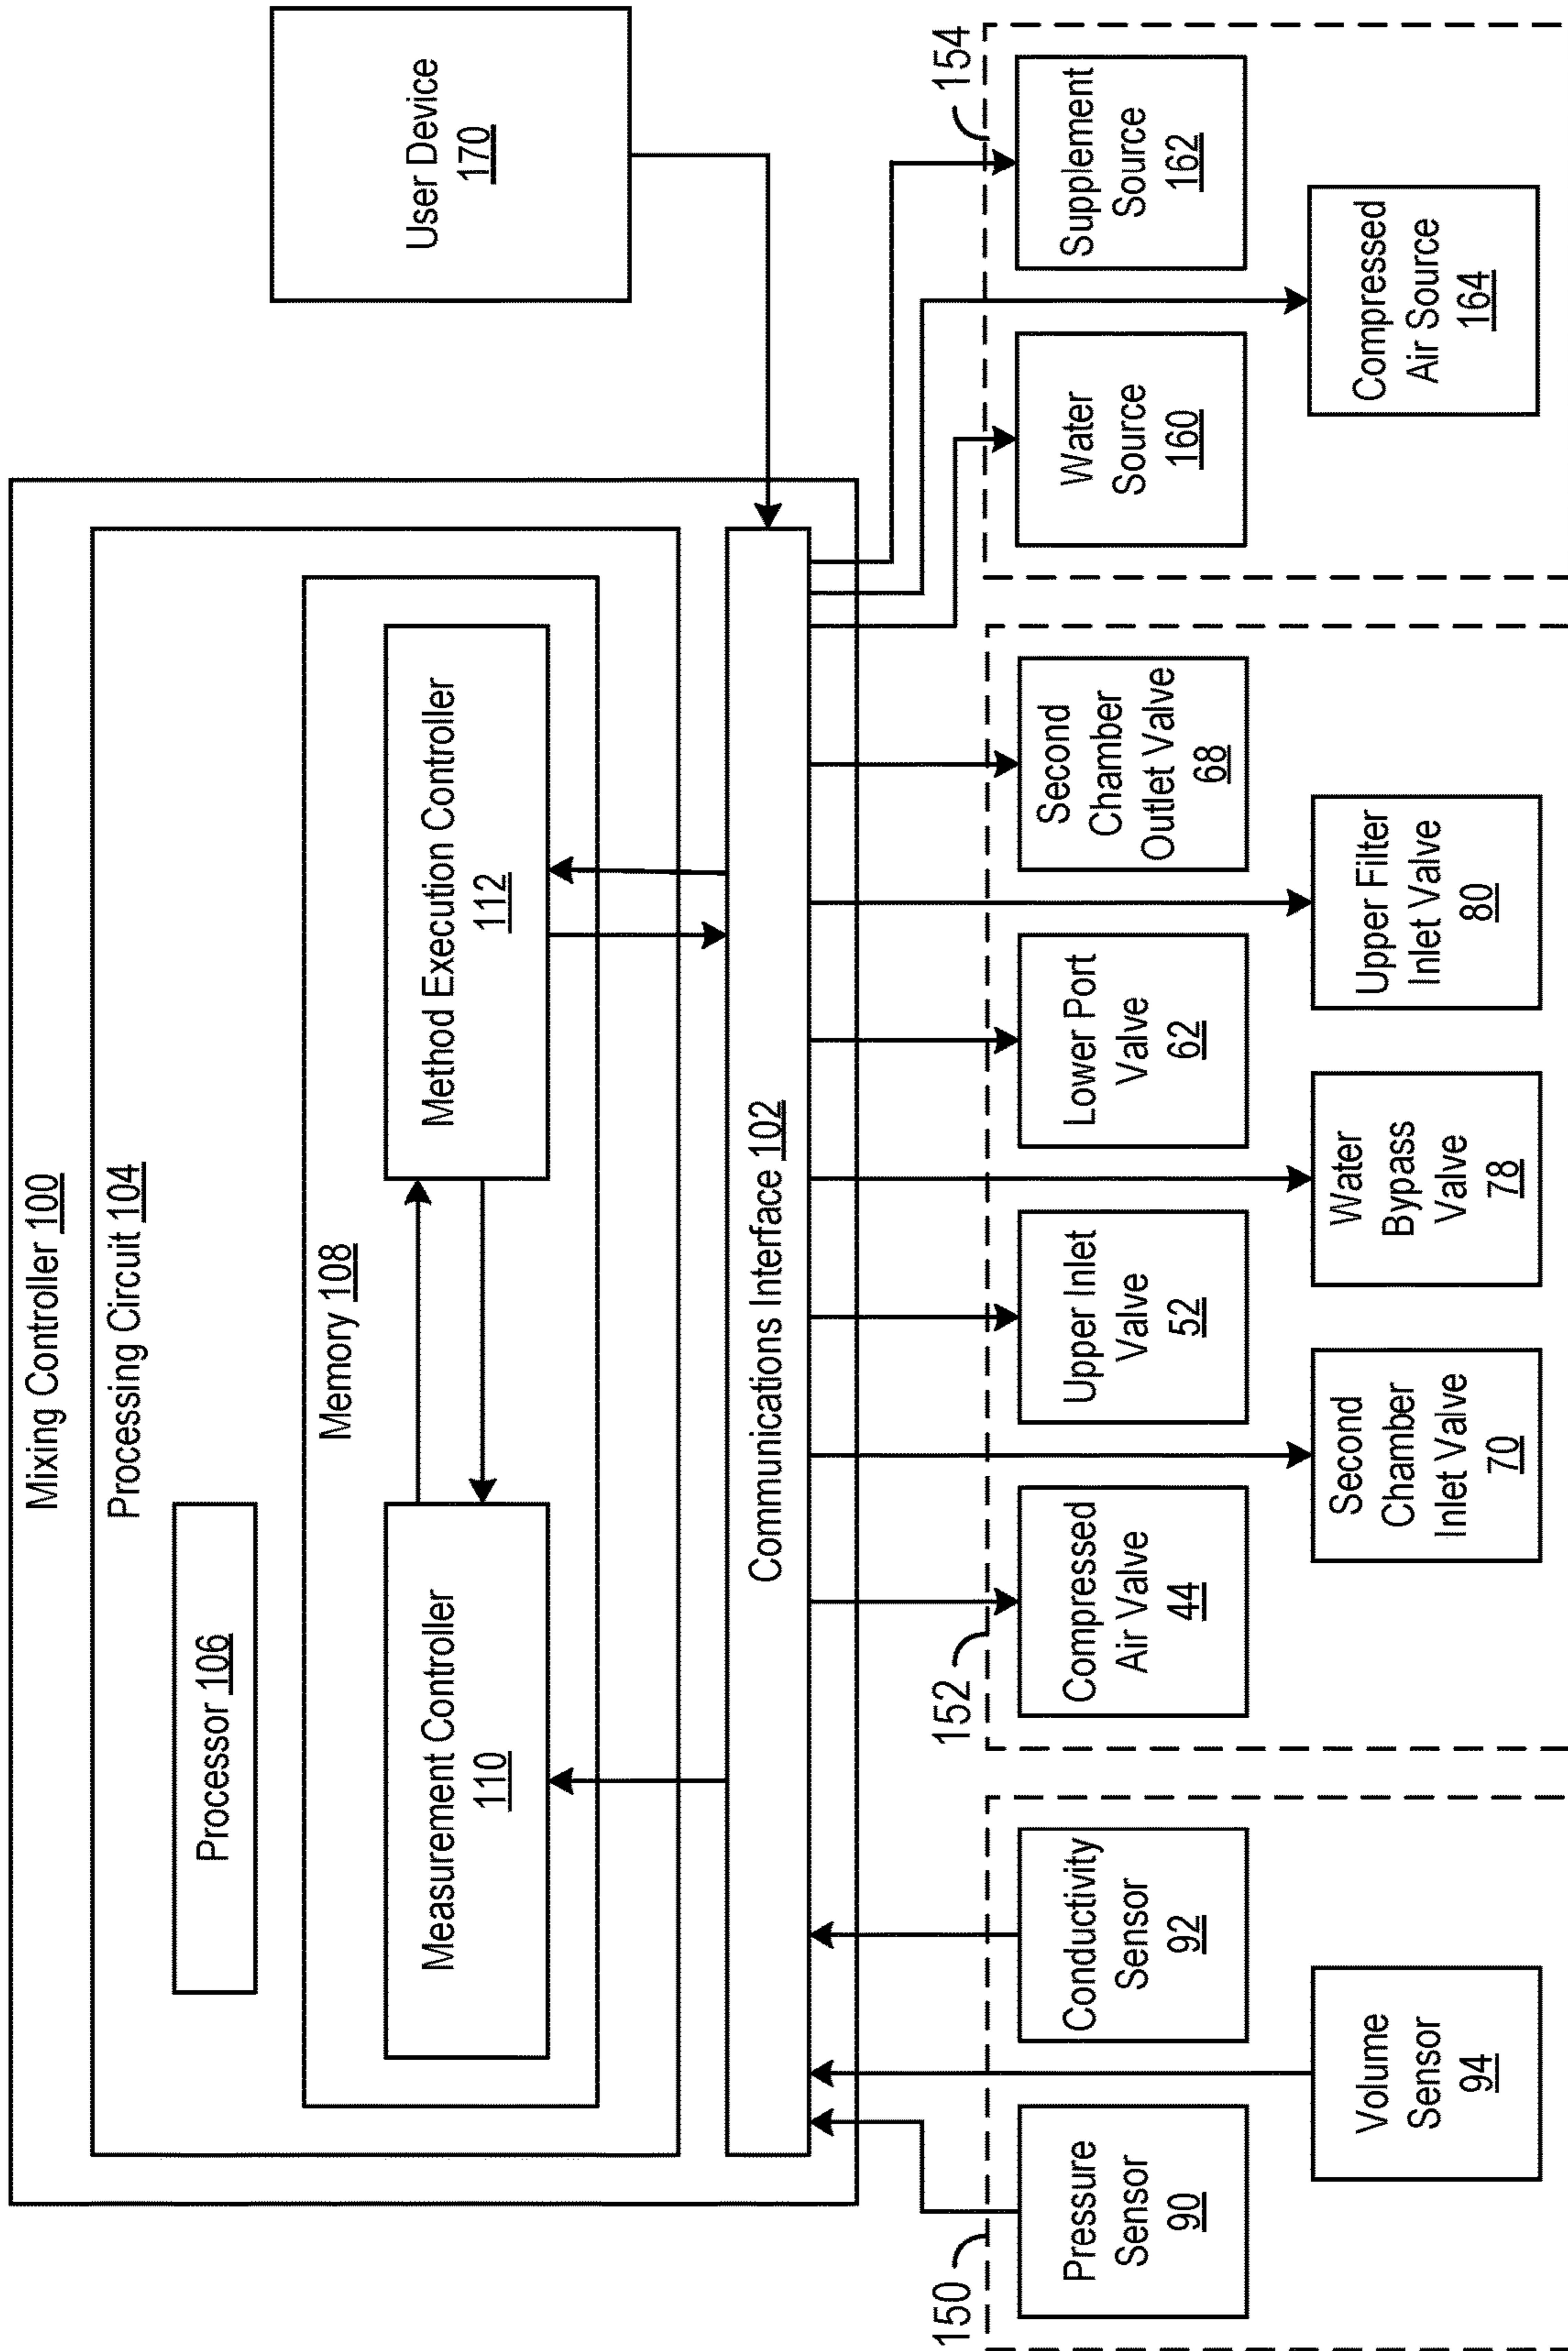 Mixing Controller 100
Processing Circuit 104
Processor 106
Memory 108
Measurement Controller
110
Method Execution Controller
112
Communications Interface 102
User Device
170
150
Pressure
Sensor
90
Conductivity
Sensor
92
Volume
Sensor
94
152
Compressed
Air Valve
44
Upper Inlet
Valve
52
Lower Port
Valve
62
Second
Chamber
Outlet Valve
68
Second
Chamber
Inlet Valve
70
Water
Bypass
Valve
78
Upper Filter
Inlet Valve
80
154
Water
Source
160
Supplement
Source
162
Compressed
Air Source
164